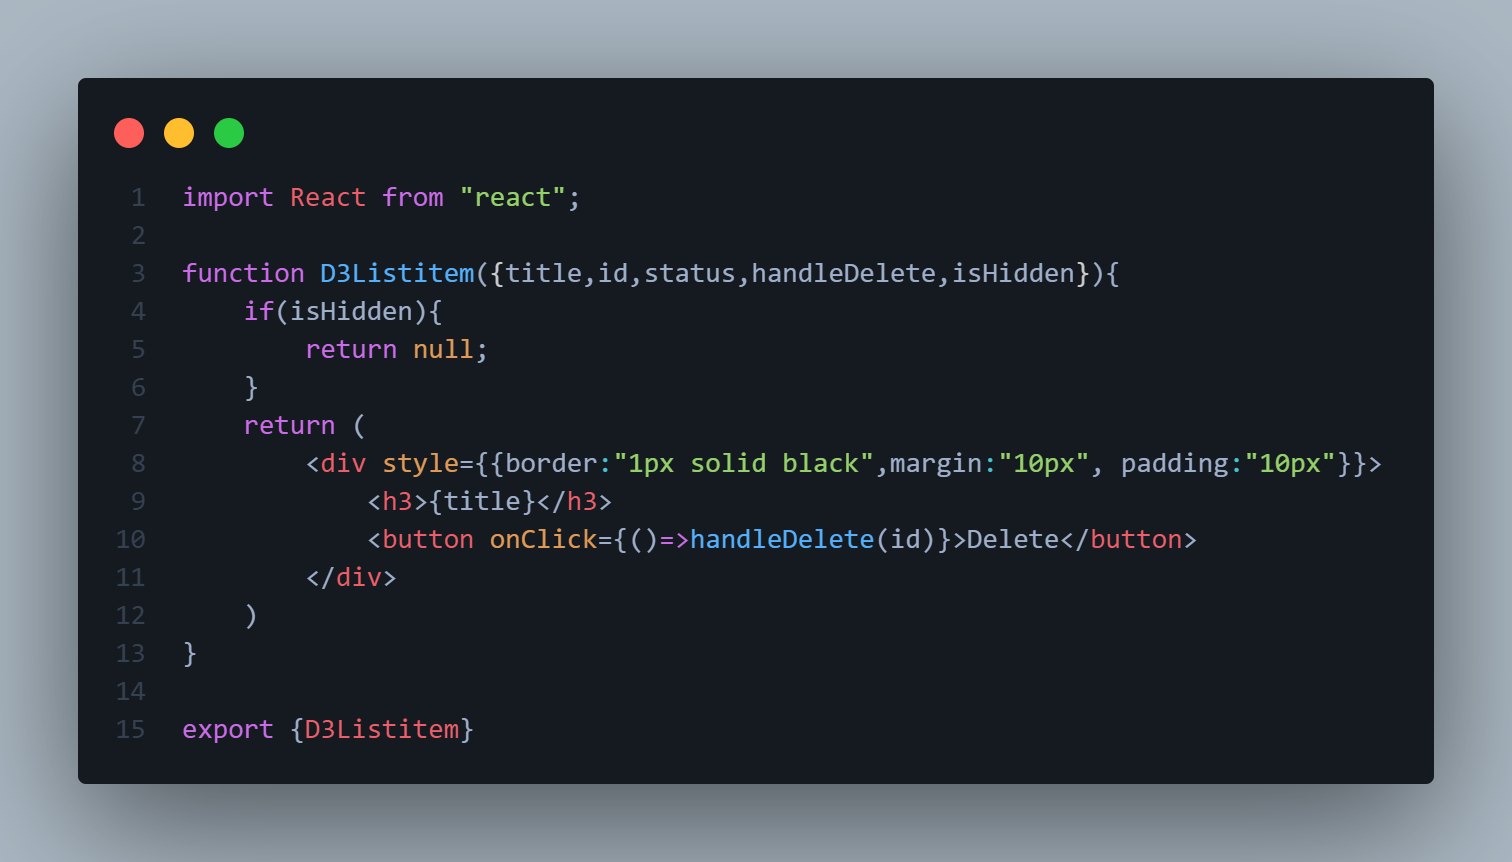 1 import React from "react";
2
3 function D3Listitem({title,id,status,handleDelete,isHidden}){
4     if(isHidden){
5         return null;
6     }
7     return (
8         <div style={{border:"1px solid black",margin:"10px", padding:"10px"}}>
9             <h3>{title}</h3>
10             <button onClick={()=>handleDelete(id)}>Delete</button>
11         </div>
12     )
13 }
14
15 export {D3Listitem}